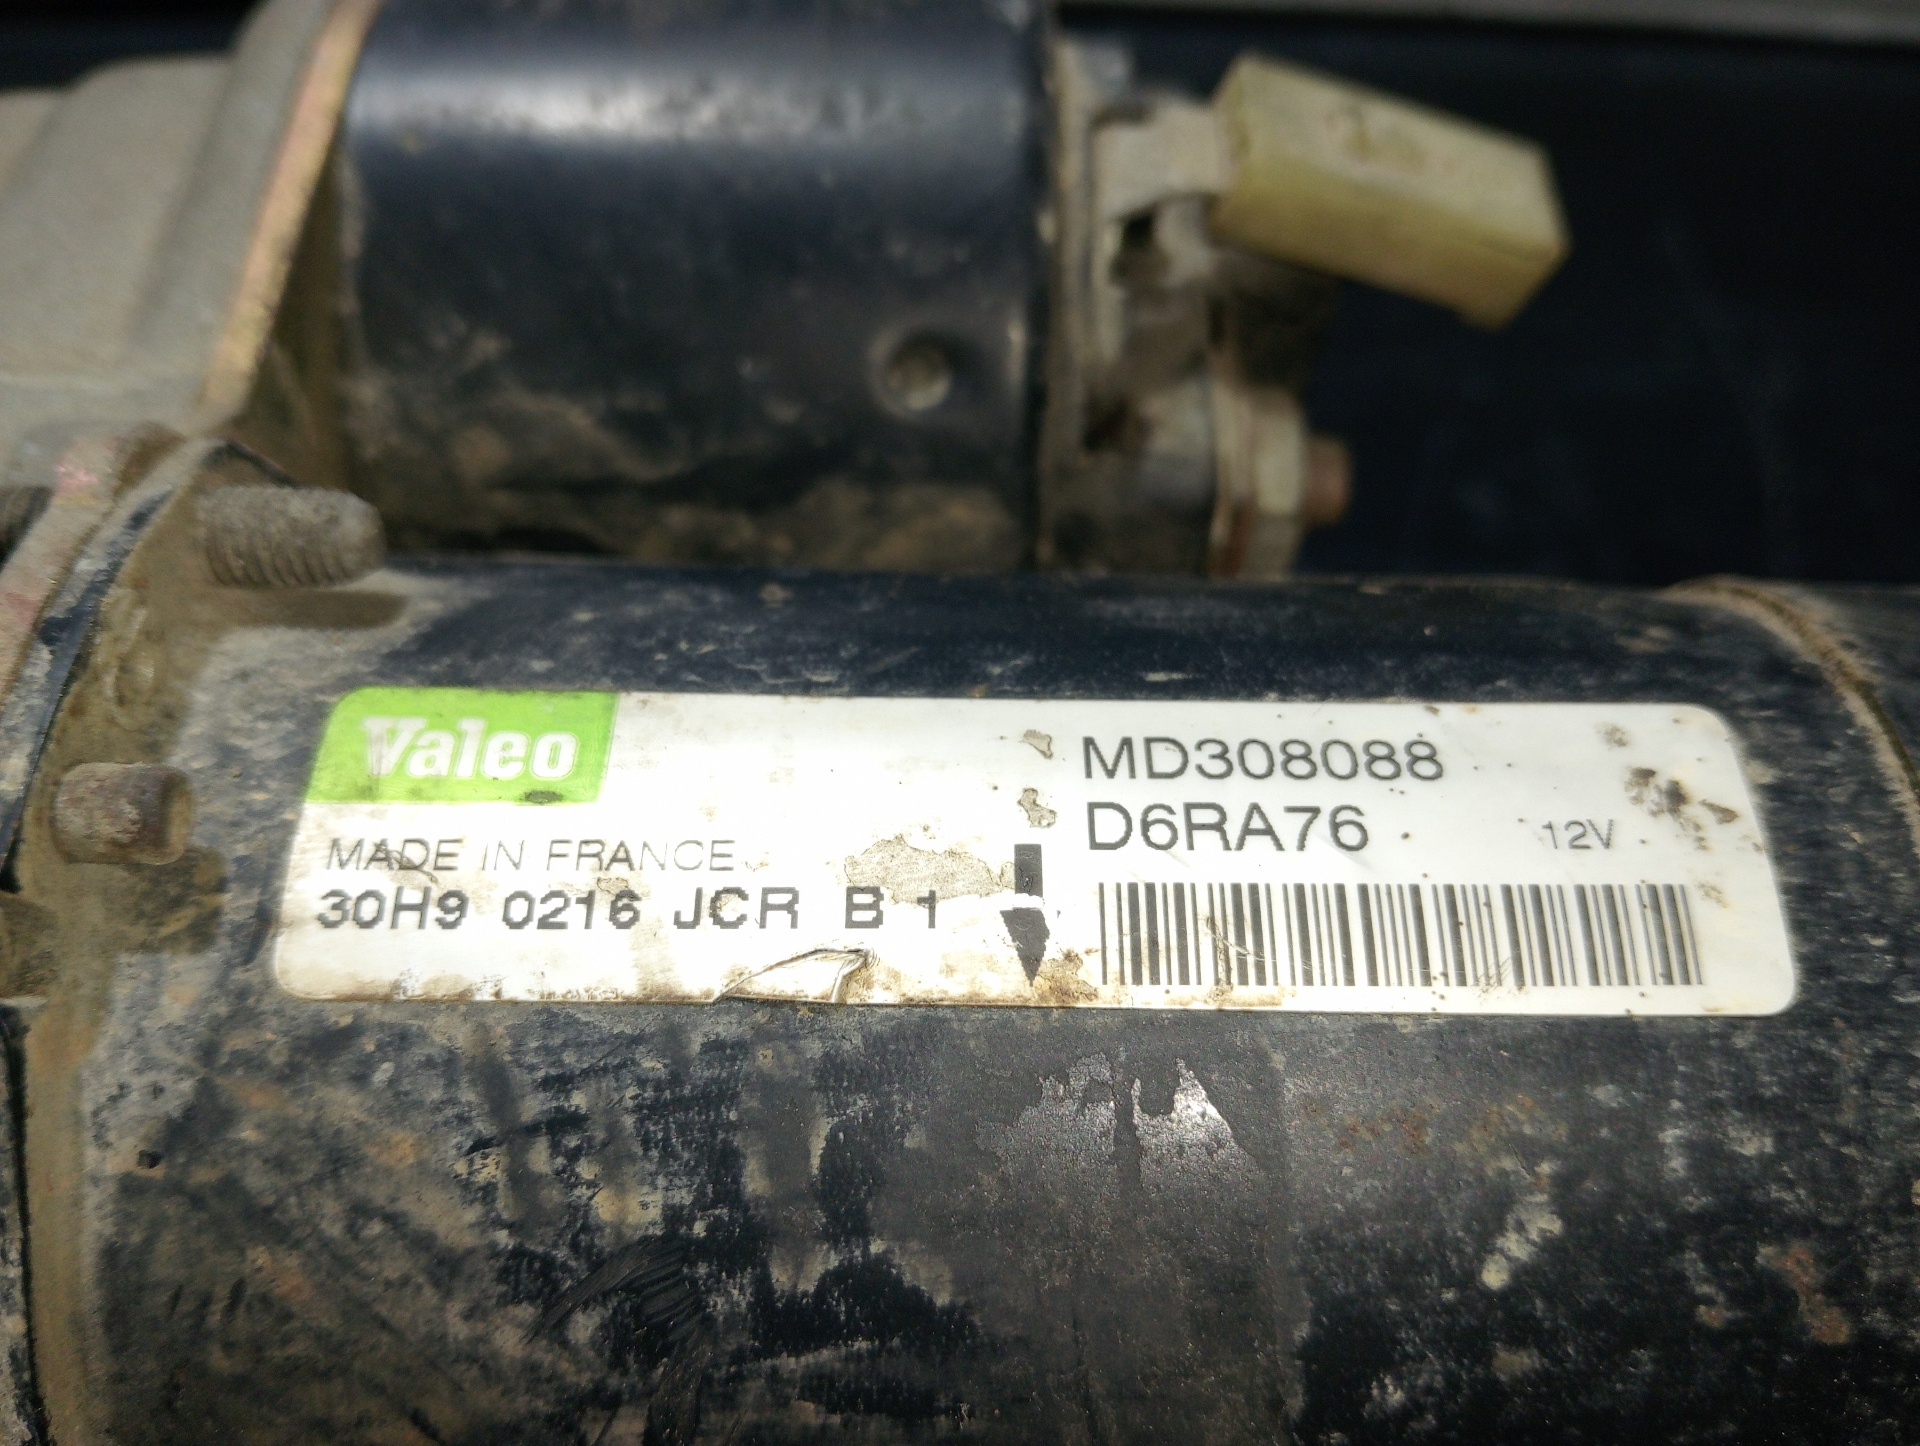 Valeo
MADE IN FRANCE
30H9 0216 JCR B 1
MD308088
D6RA76 12V